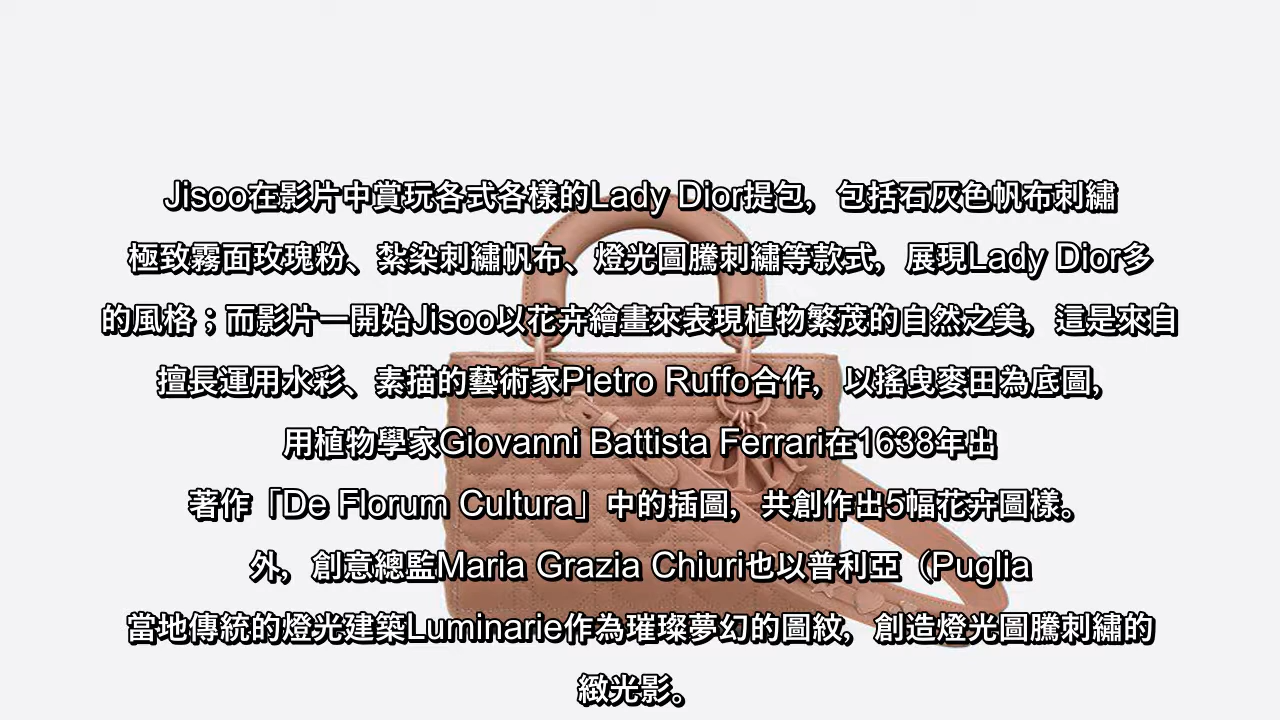 Jisoo在影片中賞玩各式各樣的Lady Dior提包，包括石灰色帆布刺繡
極致霧面玫瑰粉、紮染刺繡帆布、燈光圖騰刺繡等款式，展現Lady Dior多
的風格；而影片一開始Jisoo以花卉繪畫來表現植物繁茂的自然之美，這是來自
擅長運用水彩、素描的藝術家Pietro Ruffo合作，以搖曳麥田為底圖，
用植物學家Giovanni Battista Ferrari在1638年出
著作「De Florum Cultura」中的插圖，共創作出5幅花卉圖樣。
外，創意總監Maria Grazia Chiuri也以普利亞（Puglia
當地傳統的燈光建築Luminarie作為璀璨夢幻的圖紋，創造燈光圖騰刺繡的
緻光影。